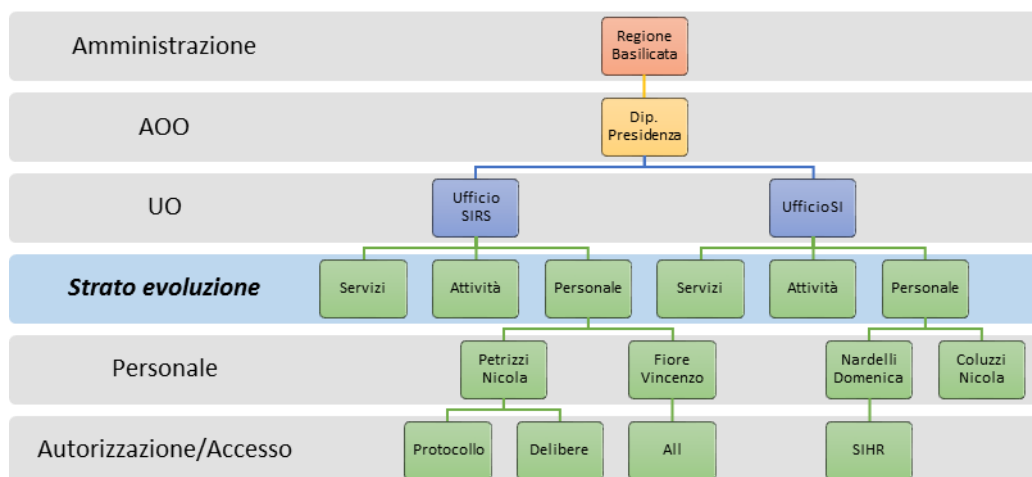 Amministrazione
Regione
Basilicata
AOO
Dip.
Presidenza
UO
Ufficio
SIRS
UfficioSI
Strato evoluzione
Servizi
Attività
Personale
Servizi
Attività
Personale
Personale
Petrizzi
Nicola
Fiore
Vincenzo
Nardelli
Domenica
Coluzzi
Nicola
Autorizzazione/Accesso
Protocollo
Delibere
All
SIHR